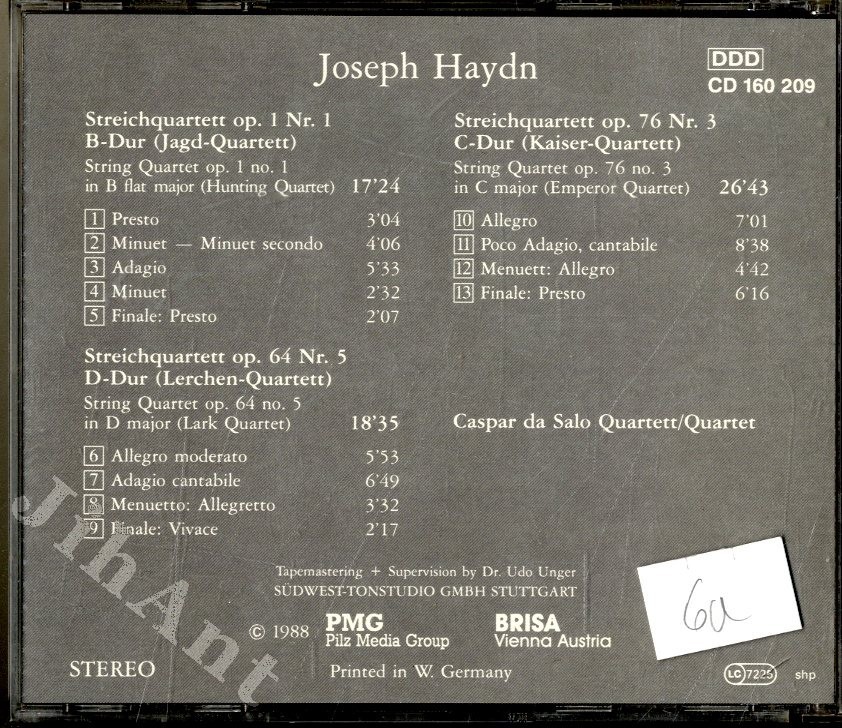 Joseph Haydn
DDD
CD 160 209
Streichquartett op. 1 Nr. 1
B-Dur (Jagd-Quartett)
String Quartet op. 1 no. 1
in B flat major (Hunting Quartet) 17'24
1 Presto 3'04
2 Minuet — Minuet secondo 4'06
3 Adagio 5'33
4 Minuet 2'32
5 Finale: Presto 2'07
Streichquartett op. 64 Nr. 5
D-Dur (Lerchen-Quartett)
String Quartet op. 64 no. 5
in D major (Lark Quartet) 18'35
6 Allegro moderato 5'53
7 Adagio cantabile 6'49
8 Menuetto: Allegretto 3'32
9 Finale: Vivace 2'17
Streichquartett op. 76 Nr. 3
C-Dur (Kaiser-Quartett)
String Quartet op. 76 no. 3
in C major (Emperor Quartet) 26'43
10 Allegro 7'01
11 Poco Adagio, cantabile 8'38
12 Menuett: Allegro 4'42
13 Finale: Presto 6'16
Caspar da Salo Quartett/Quartet
Tapemastering + Supervision by Dr. Udo Unger
SÜDWEST-TONSTUDIO GMBH STUTTGART
© 1988 PMG
Pilz Media Group
BRISA
Vienna Austria
STEREO
Printed in W. Germany
LC 7225
shp
6a
JihAnt